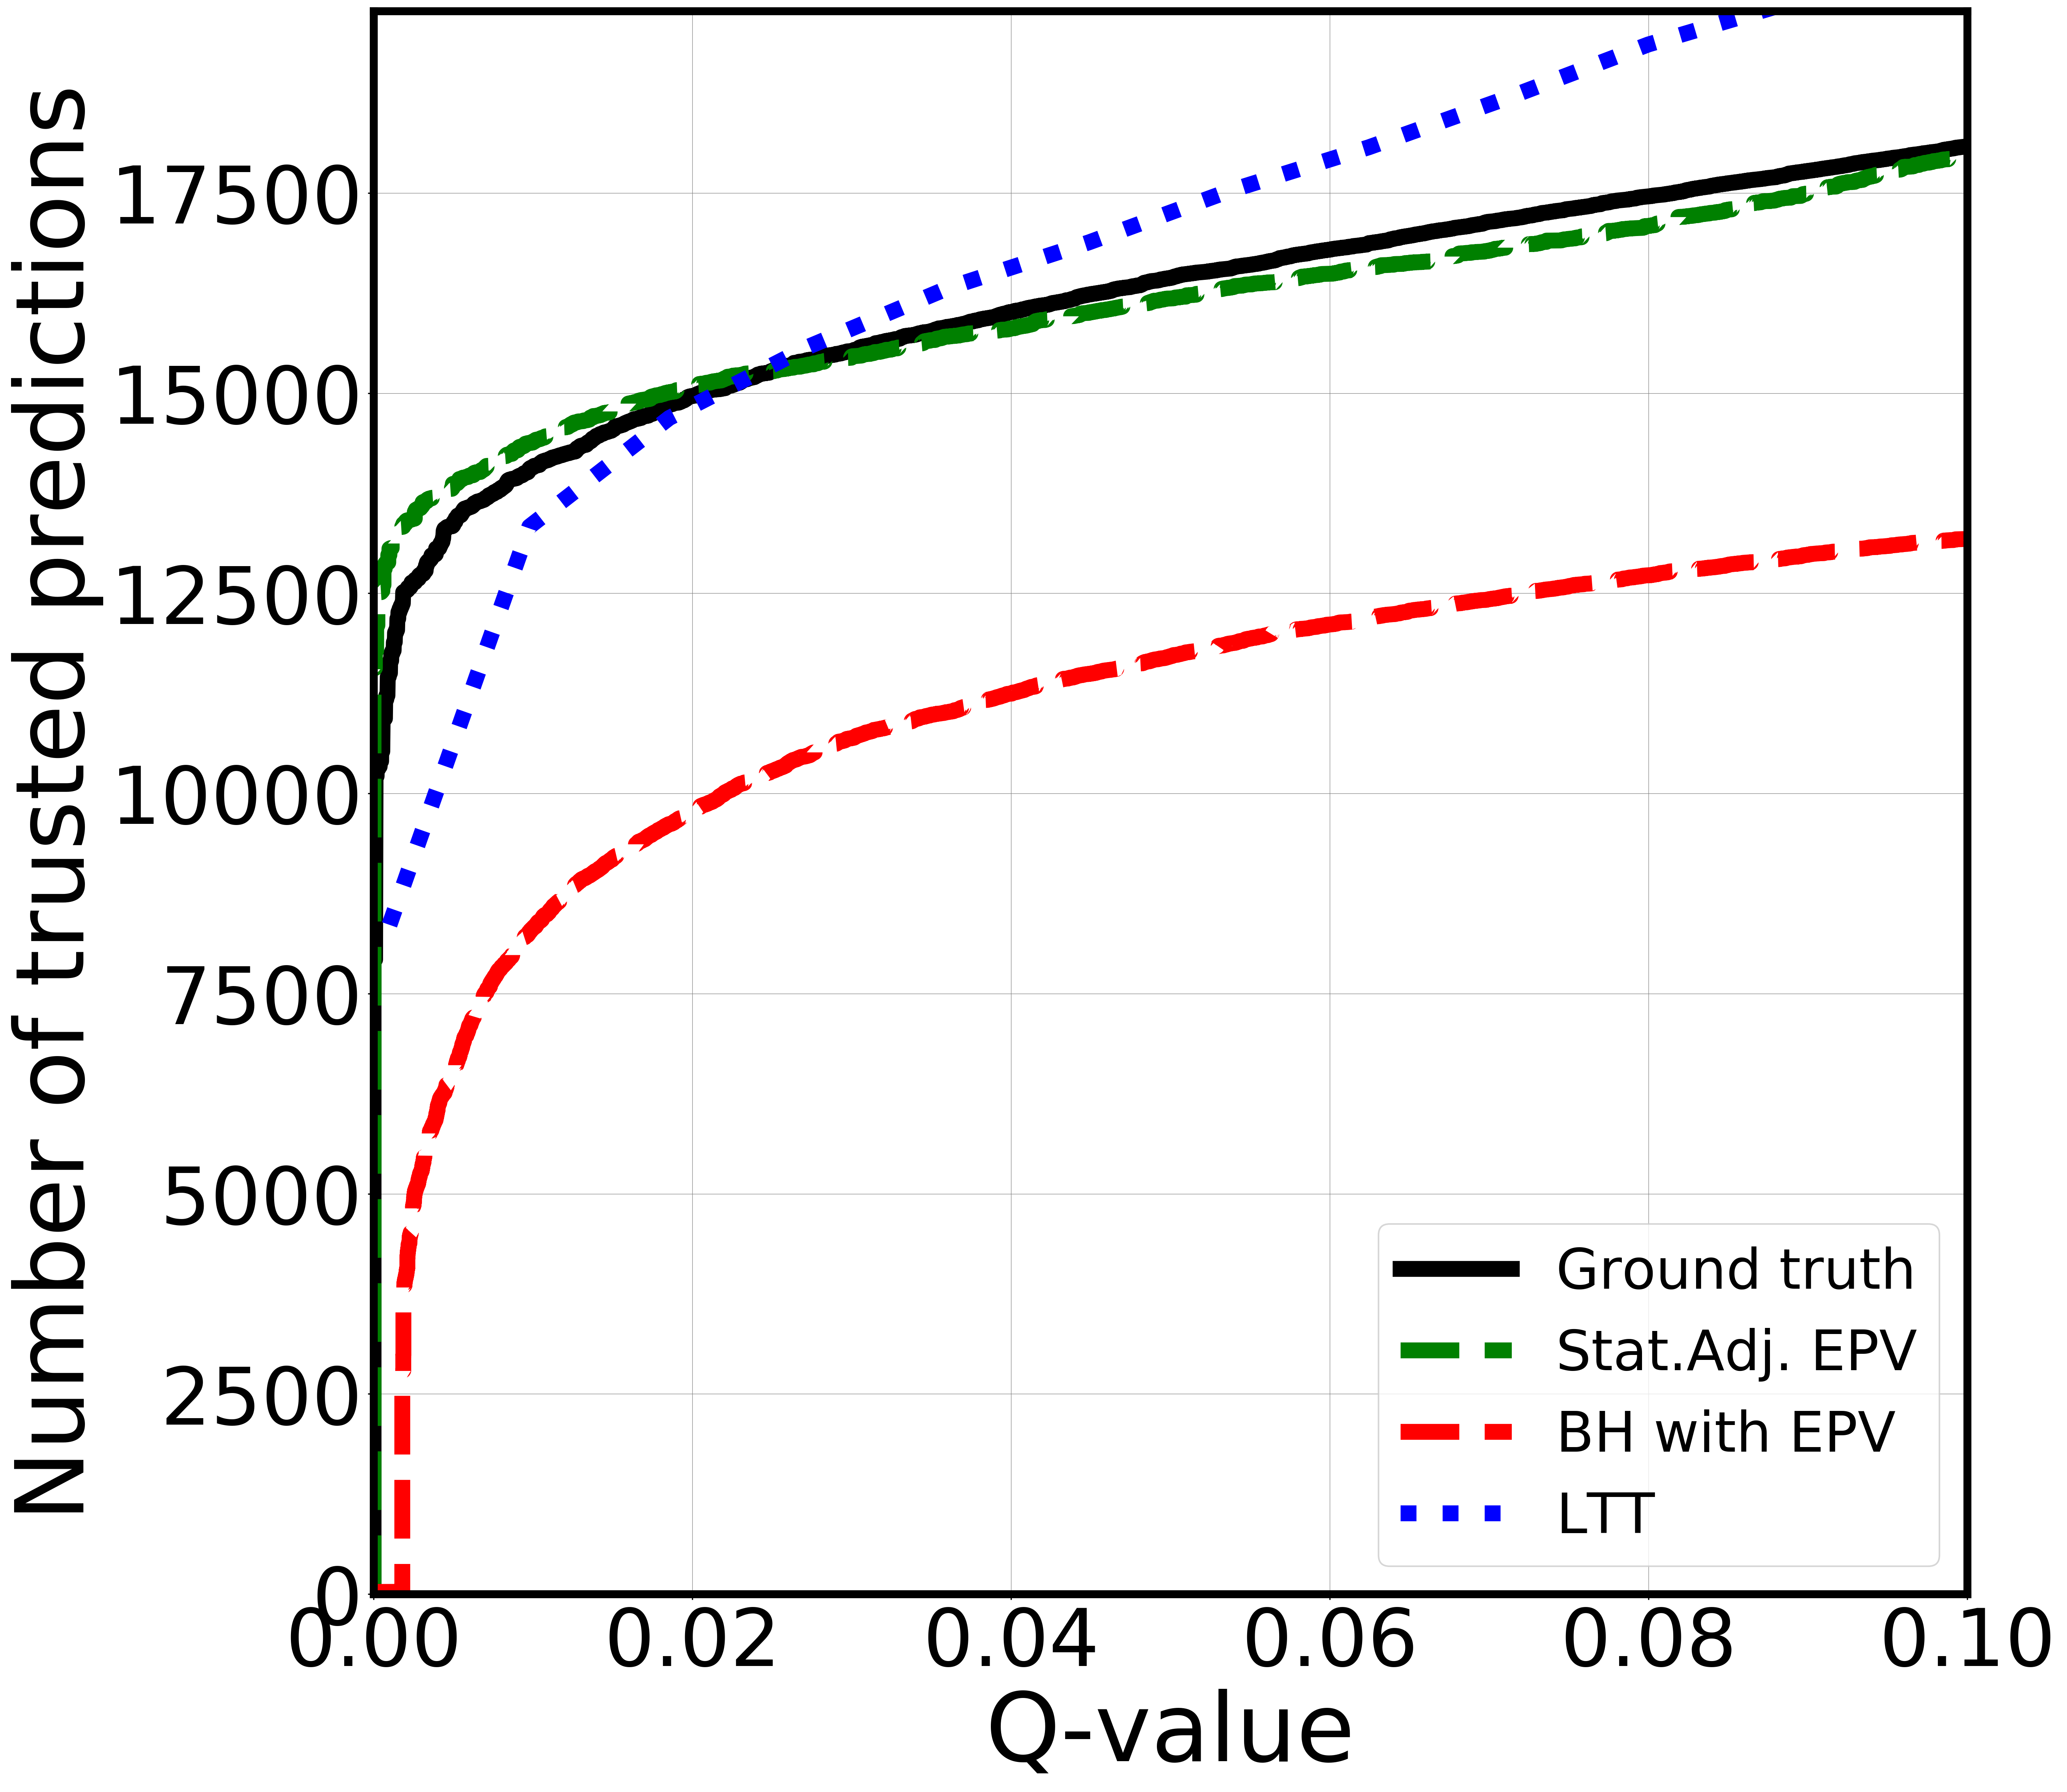 Number of trusted predictions
17500
15000
12500
10000
7500
5000
2500
0
0.00 0.02 0.04 0.06 0.08 0.10
Q-value
Ground truth
Stat.Adj. EPV
BH with EPV
LTT